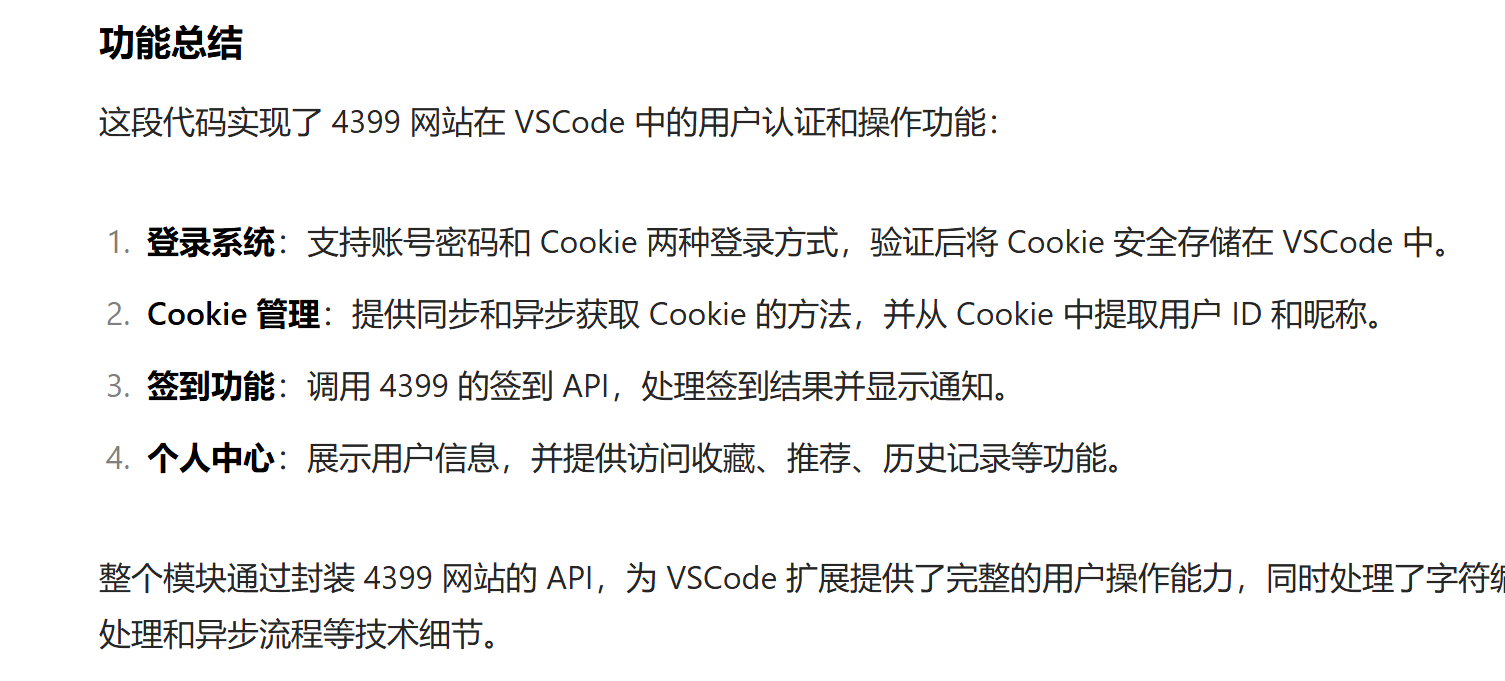 功能总结
这段代码实现了 4399 网站在 VSCode 中的用户认证和操作功能：
1. 登录系统：支持账号密码和 Cookie 两种登录方式，验证后将 Cookie 安全存储在 VSCode 中。
2. Cookie 管理：提供同步和异步获取 Cookie 的方法，并从 Cookie 中提取用户 ID 和昵称。
3. 签到功能：调用 4399 的签到 API，处理签到结果并显示通知。
4. 个人中心：展示用户信息，并提供访问收藏、推荐、历史记录等功能。
整个模块通过封装 4399 网站的 API，为 VSCode 扩展提供了完整的用户操作能力，同时处理了字符
处理和异步流程等技术细节。